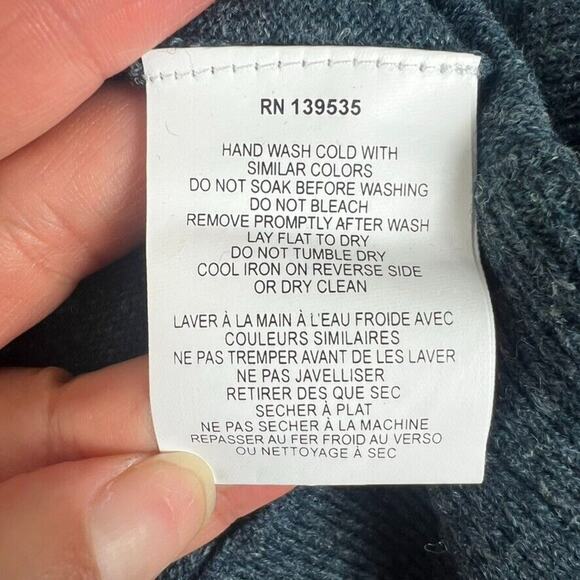 RN 139535
HAND WASH COLD WITH
SIMILAR COLORS
DO NOT SOAK BEFORE WASHING
DO NOT BLEACH
REMOVE PROMPTLY AFTER WASH
LAY FLAT TO DRY
DO NOT TUMBLE DRY
COOL IRON ON REVERSE SIDE
OR DRY CLEAN
LAVER À LA MAIN À L'EAU FROIDE AVEC
COULEURS SIMILAIRES
NE PAS TREMPER AVANT DE LES LAVER
NE PAS JAVELLISER
RETIRER DES QUE SEC
SECHER À PLAT
NE PAS SECHER À LA MACHINE
REPASSER AU FER FROID AU VERSO
OU NETTOYAGE À SEC